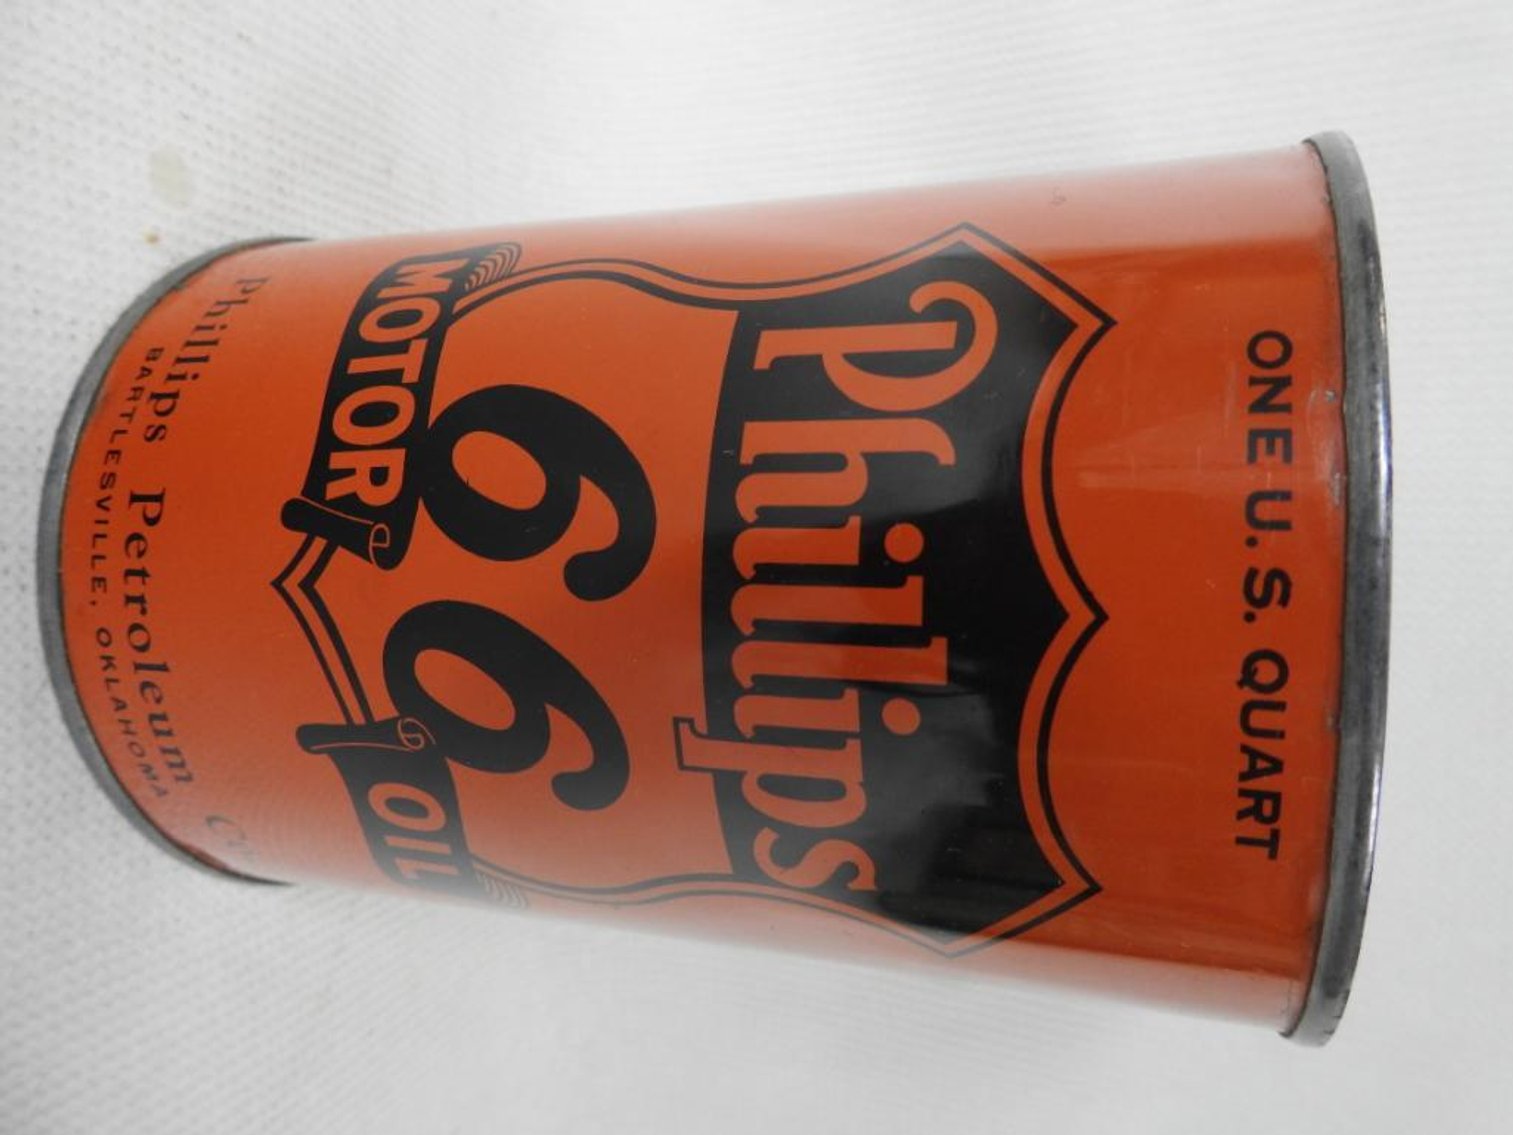 ONE U.S. QUART
Phillips
66
MOTOR OIL
Phillips Petroleum
BARTLESVILLE, OKLAHOMA